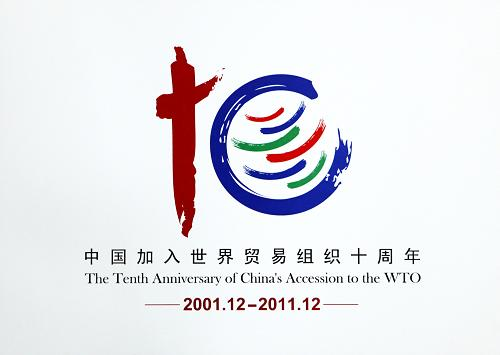 中国加入世界贸易组织十周年
The Tenth Anniversary of China's Accession to the WTO
2001.12-2011.12